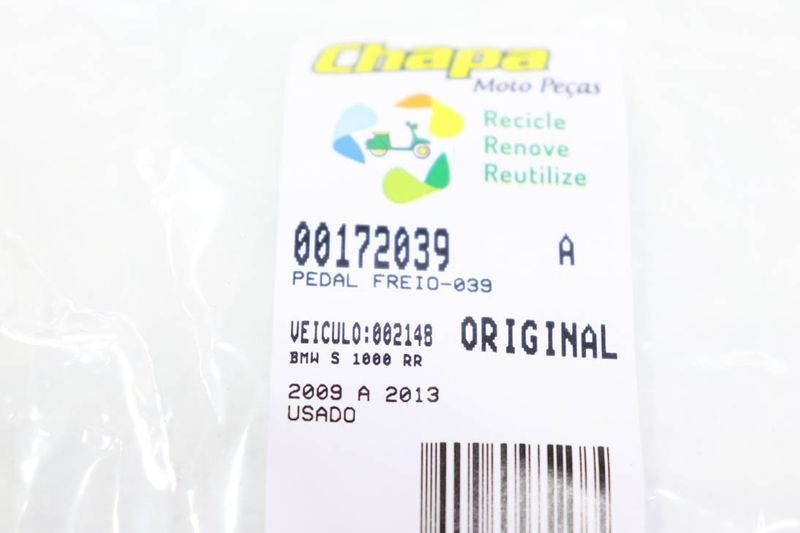 Chapa
Moto Peças
Recicle
Renove
Reutilize
00172039 A
PEDAL FREIO-039
VEICULO:002148 ORIGINAL
BMW S 1000 RR
2009 A 2013
USADO